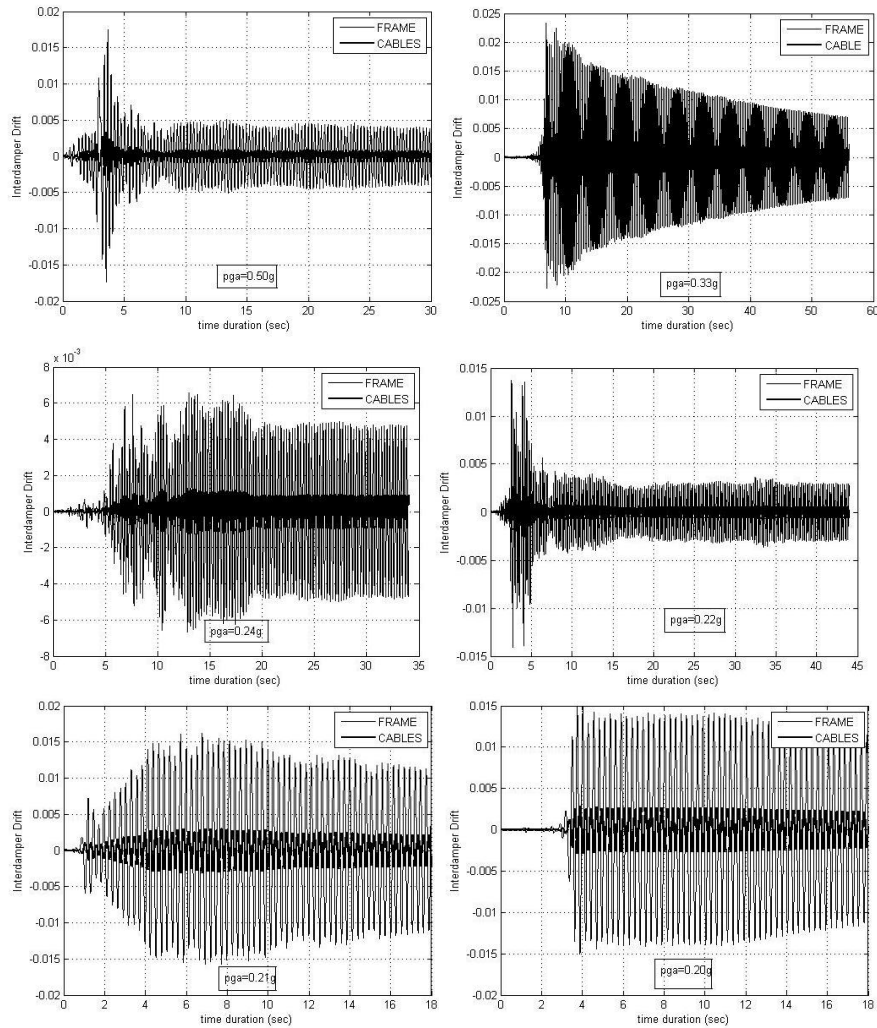 0.02
0.015
0.01
0.005
0
-0.005
-0.01
-0.015
-0.02
Interdamper Drift
FRAME
CABLES
pga=0.50g
0 5 10 15 20 25 30
time duration (sec)
0.025
0.02
0.015
0.01
0.005
0
-0.005
-0.01
-0.015
-0.02
-0.025
Interdamper Drift
FRAME
CABLE
pga=0.33g
0 10 20 30 40 50 60
time duration (sec)
x 10⁻³
8
6
4
2
0
-2
-4
-6
-8
Interdamper Drift
FRAME
CABLES
pga=0.24g
0 5 10 15 20 25 30 35
time duration (sec)
0.015
0.01
0.005
0
-0.005
-0.01
-0.015
Interdamper Drift
FRAME
CABLES
pga=0.22g
0 5 10 15 20 25 30 35 40 45
time duration (sec)
0.02
0.015
0.01
0.005
0
-0.005
-0.01
-0.015
-0.02
Interdamper Drift
FRAME
CABLES
pga=0.21g
0 2 4 6 8 10 12 14 16 18
time duration (sec)
0.015
0.01
0.005
0
-0.005
-0.01
-0.015
-0.02
Interdamper Drift
FRAME
CABLES
pga=0.20g
0 2 4 6 8 10 12 14 16 18
time duration (sec)